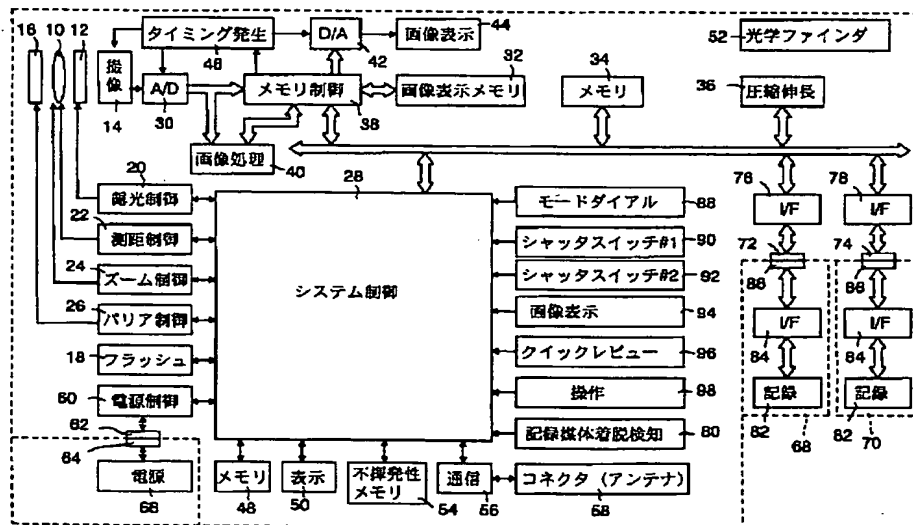 16 10 12
タイミング発生
46
D/A
42
画像表示
44
52 光学ファインダ
撮像
14
A/D
30
メモリ制御
38
32
画像表示メモリ
34
メモリ
36 圧縮伸長
画像処理
40
20
露光制御
22
測距制御
24
ズーム制御
26
バリア制御
18 フラッシュ
60 電源制御
62
64
電源
66
28
システム制御
モードダイアル
88
シャッタスイッチ#1
90
シャッタスイッチ#2
92
画像表示
94
クイックレビュー
96
操作
98
記録媒体着脱検知
80
76
I/F
72
86
I/F
84
記録
82
68
78
I/F
74
86
I/F
84
記録
82
70
メモリ
48
表示
50
不揮発性
メモリ
54
通信
56
コネクタ (アンテナ)
58